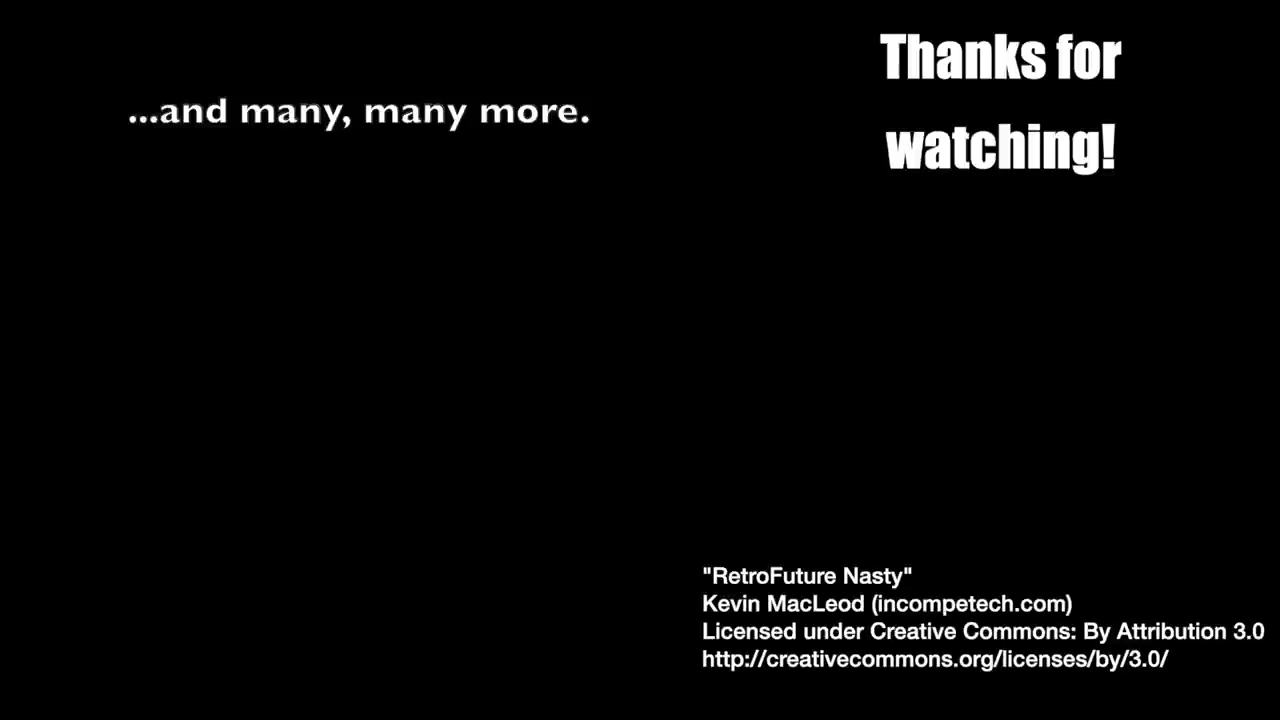 ...and many, many more.
Thanks for
watching!
"RetroFuture Nasty"
Kevin MacLeod (incompetech.com)
Licensed under Creative Commons: By Attribution 3.0
http://creativecommons.org/licenses/by/3.0/